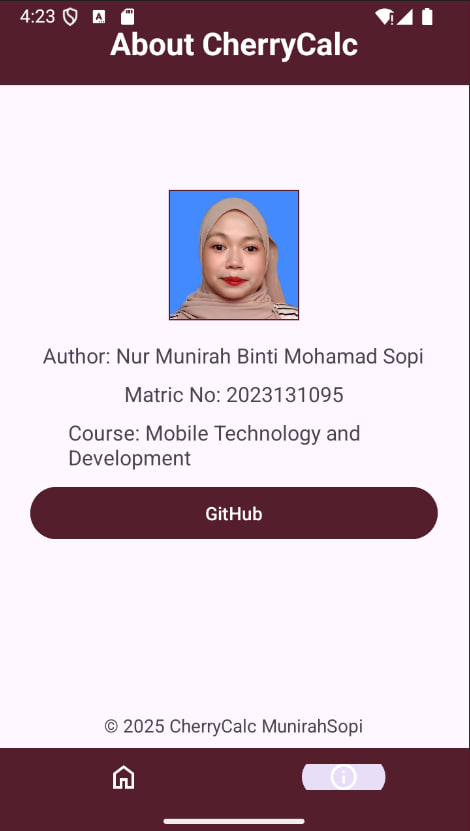 4:23
About CherryCalc
Author: Nur Munirah Binti Mohamad Sopi
Matric No: 2023131095
Course: Mobile Technology and
Development
GitHub
© 2025 CherryCalc MunirahSopi